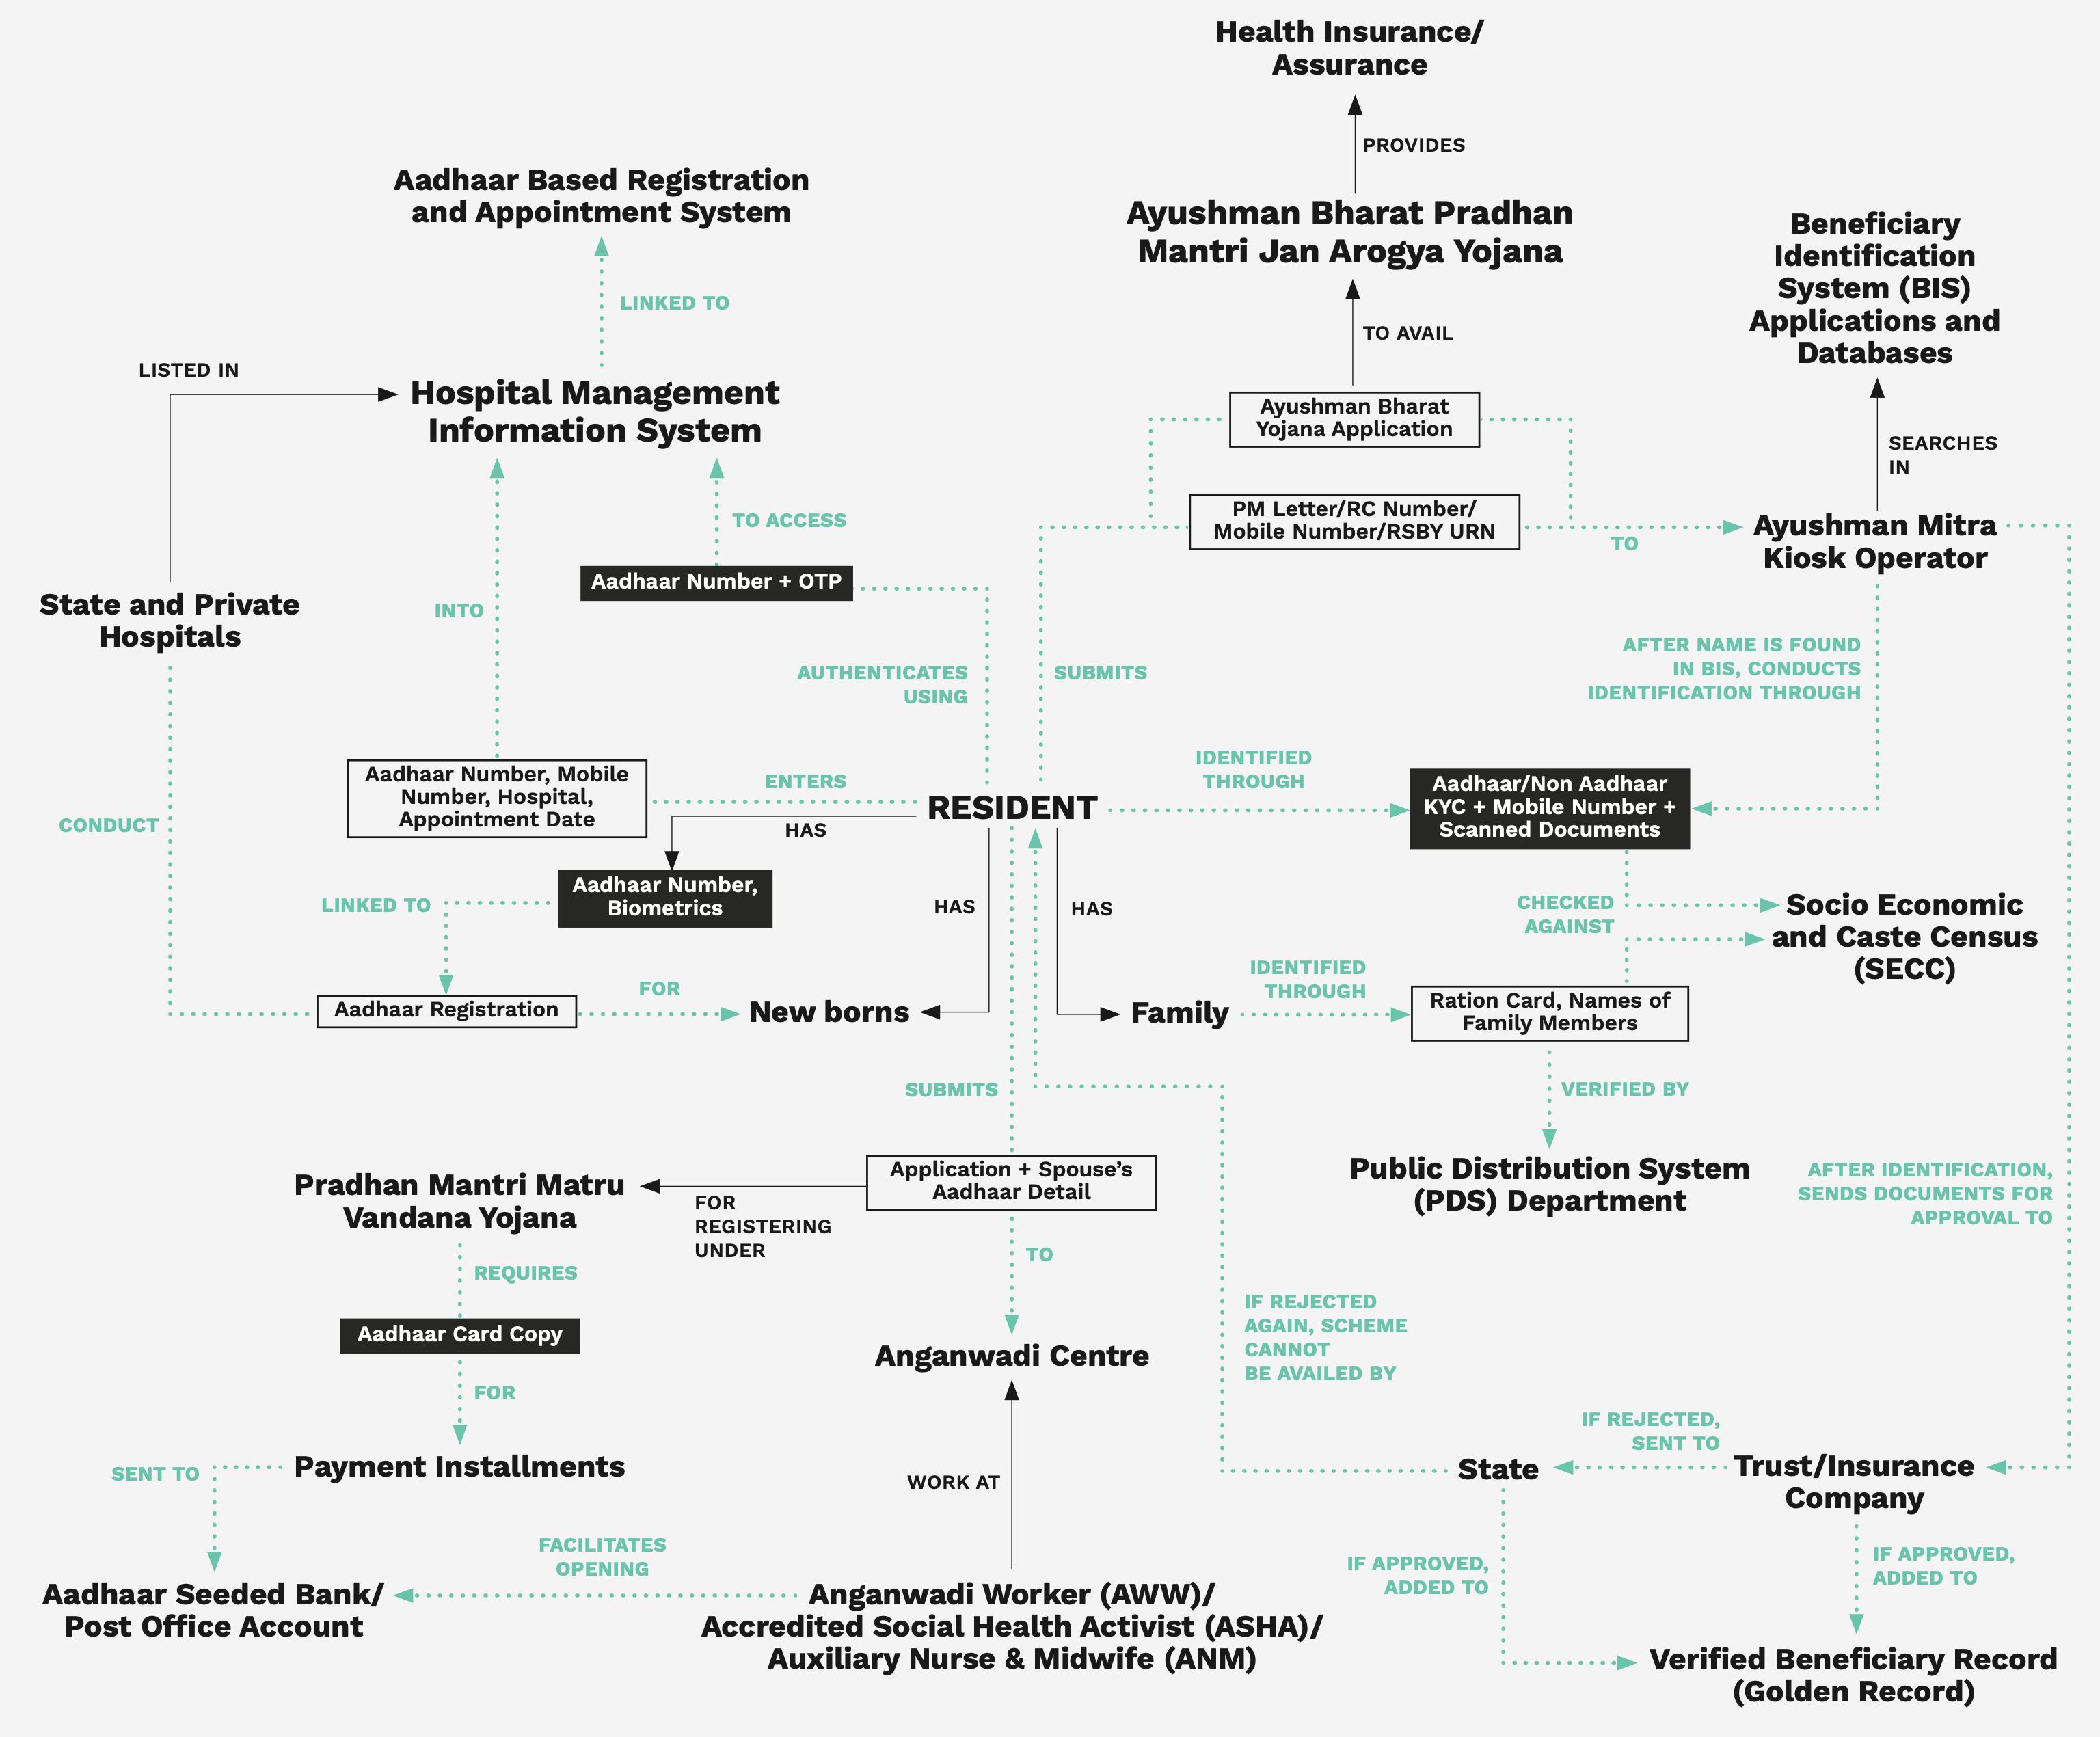 Health Insurance/
Assurance
PROVIDES
Aadhaar Based Registration
and Appointment System
Ayushman Bharat Pradhan
Mantri Jan Arogya Yojana
Beneficiary
Identification
System (BIS)
Applications and
Databases
LINKED TO
TO AVAIL
LISTED IN
Hospital Management
Information System
Ayushman Bharat
Yojana Application
SEARCHES
IN
TO ACCESS
PM Letter/RC Number/
Mobile Number/RSBY URN
TO
Ayushman Mitra
Kiosk Operator
Aadhaar Number + OTP
State and Private
Hospitals
INTO
AUTHENTICATES
USING
SUBMITS
AFTER NAME IS FOUND
IN BIS, CONDUCTS
IDENTIFICATION THROUGH
Aadhaar Number, Mobile
Number, Hospital,
Appointment Date
ENTERS
RESIDENT
IDENTIFIED
THROUGH
Aadhaar/Non Aadhaar
KYC + Mobile Number +
Scanned Documents
CONDUCT
HAS
Aadhaar Number,
Biometrics
LINKED TO
HAS
HAS
CHECKED
AGAINST
Socio Economic
and Caste Census
(SECC)
Aadhaar Registration
FOR
New borns
Family
IDENTIFIED
THROUGH
Ration Card, Names of
Family Members
SUBMITS
VERIFIED BY
Public Distribution System
(PDS) Department
AFTER IDENTIFICATION,
SENDS DOCUMENTS FOR
APPROVAL TO
Pradhan Mantri Matru
Vandana Yojana
FOR
REGISTERING
UNDER
Application + Spouse's
Aadhaar Detail
TO
REQUIRES
Aadhaar Card Copy
Anganwadi Centre
IF REJECTED
AGAIN, SCHEME
CANNOT
BE AVAILED BY
FOR
Payment Installments
SENT TO
WORK AT
State
IF REJECTED,
SENT TO
Trust/Insurance
Company
FACILITATES
OPENING
IF APPROVED,
ADDED TO
IF APPROVED,
ADDED TO
Aadhaar Seeded Bank/
Post Office Account
Anganwadi Worker (AWW)/
Accredited Social Health Activist (ASHA)/
Auxiliary Nurse & Midwife (ANM)
Verified Beneficiary Record
(Golden Record)